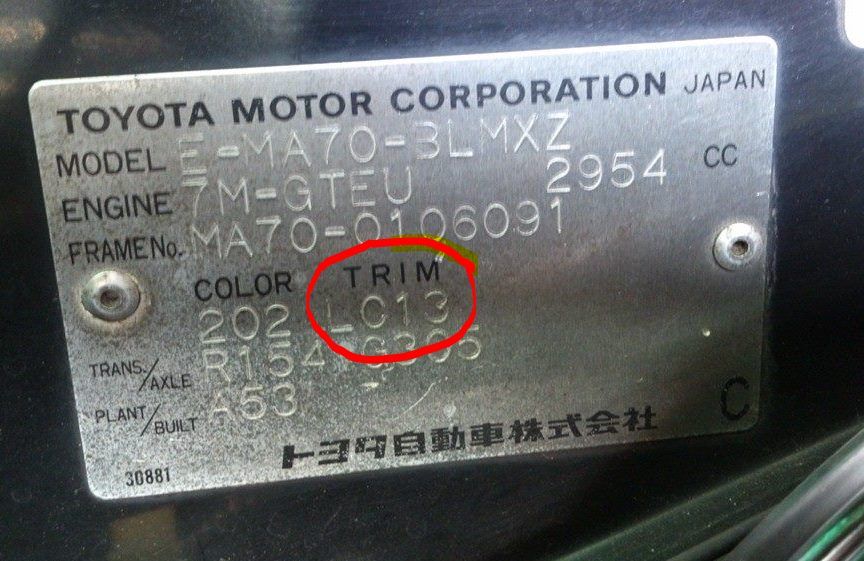 TOYOTA MOTOR CORPORATION JAPAN
MODEL E-MA70-BLMXZ
ENGINE 7M-GTEU 2954 CC
FRAME No. MA70-0106091
COLOR TRIM
202 LC13
TRANS./AXLE R154 G305
PLANT/BUILT A53
C
トヨタ自動車株式会社
30881